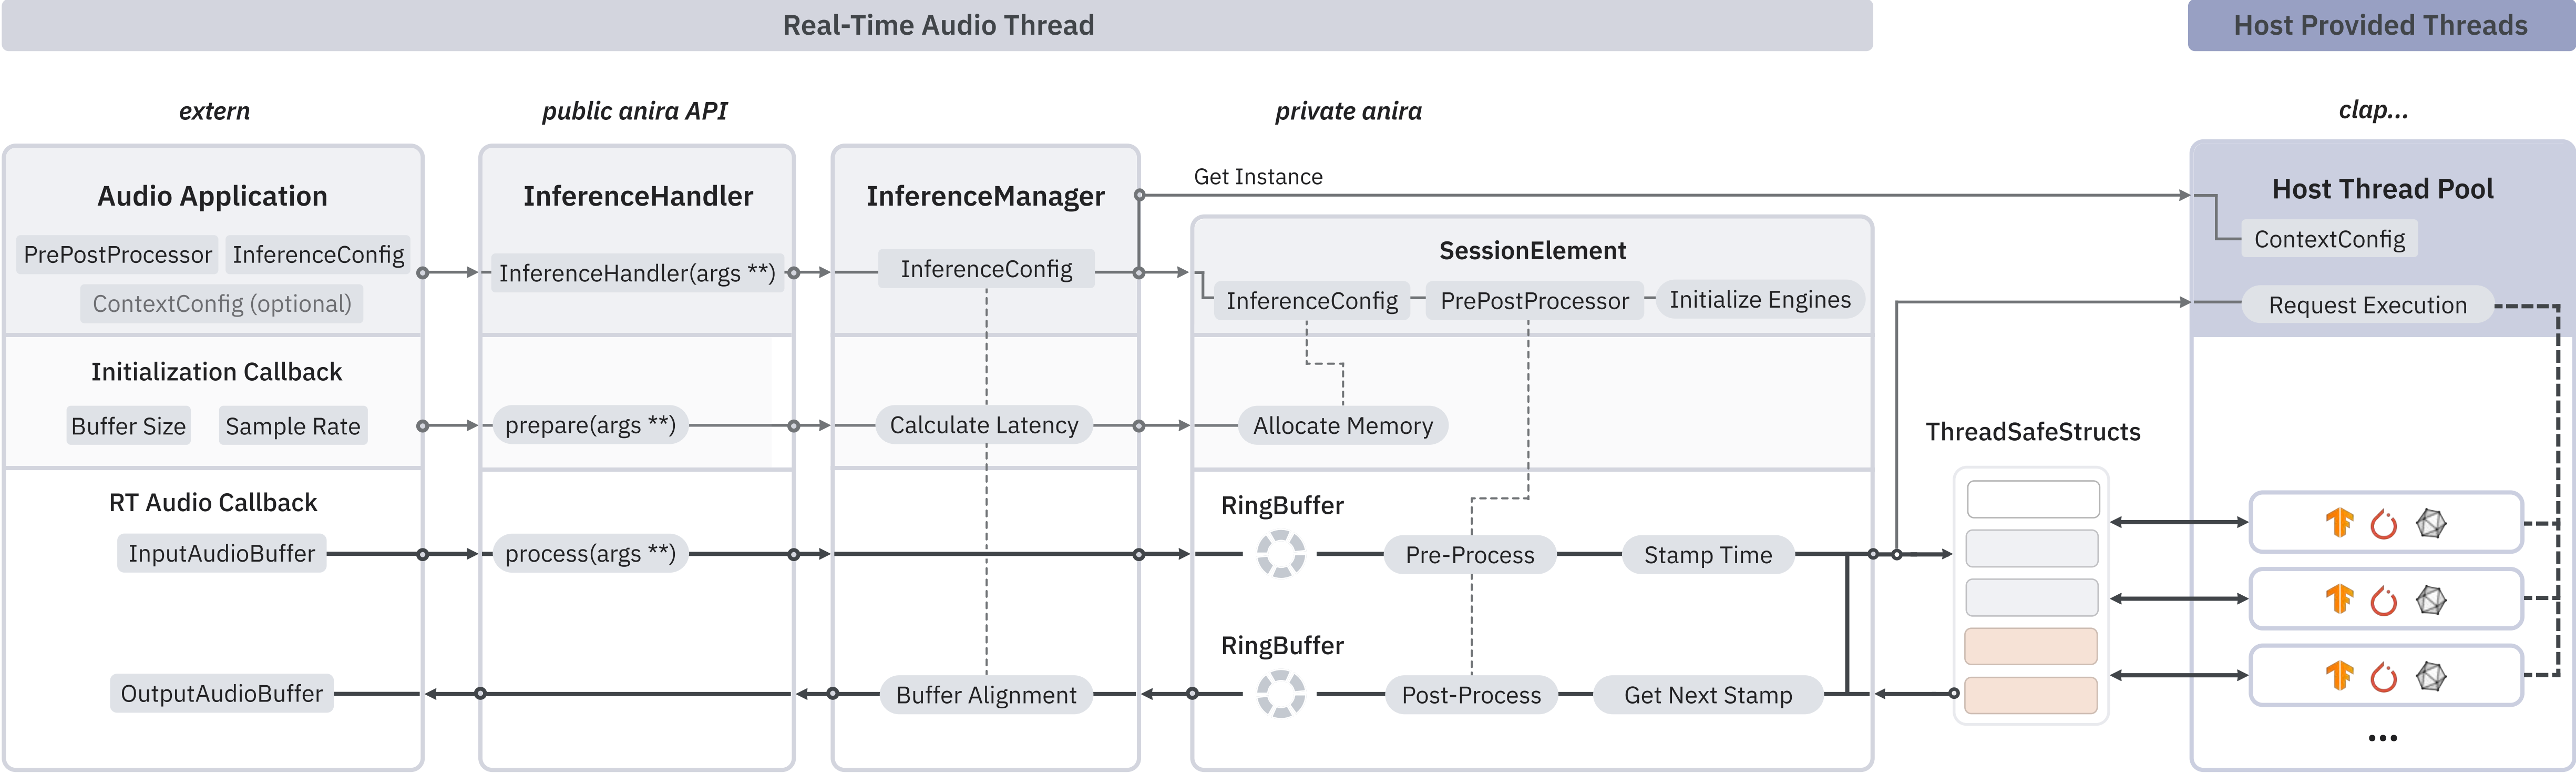 Real-Time Audio Thread
Host Provided Threads
extern
public anira API
private anira
clap...
Audio Application
PrePostProcessor
InferenceConfig
ContextConfig (optional)
Initialization Callback
Buffer Size
Sample Rate
RT Audio Callback
InputAudioBuffer
OutputAudioBuffer
InferenceHandler
InferenceHandler(args **)
prepare(args **)
process(args **)
InferenceManager
InferenceConfig
Calculate Latency
Buffer Alignment
Get Instance
SessionElement
InferenceConfig
PrePostProcessor
Initialize Engines
Allocate Memory
RingBuffer
Pre-Process
Stamp Time
RingBuffer
Post-Process
Get Next Stamp
ThreadSafeStructs
Host Thread Pool
ContextConfig
Request Execution
...